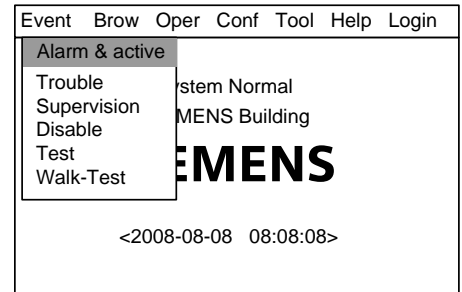 Event Brow Oper Conf Tool Help Login
Alarm & active
Trouble
Supervision
Disable
Test
Walk-Test
ystem Normal
MENS Building
EMENS
<2008-08-08 08:08:08>